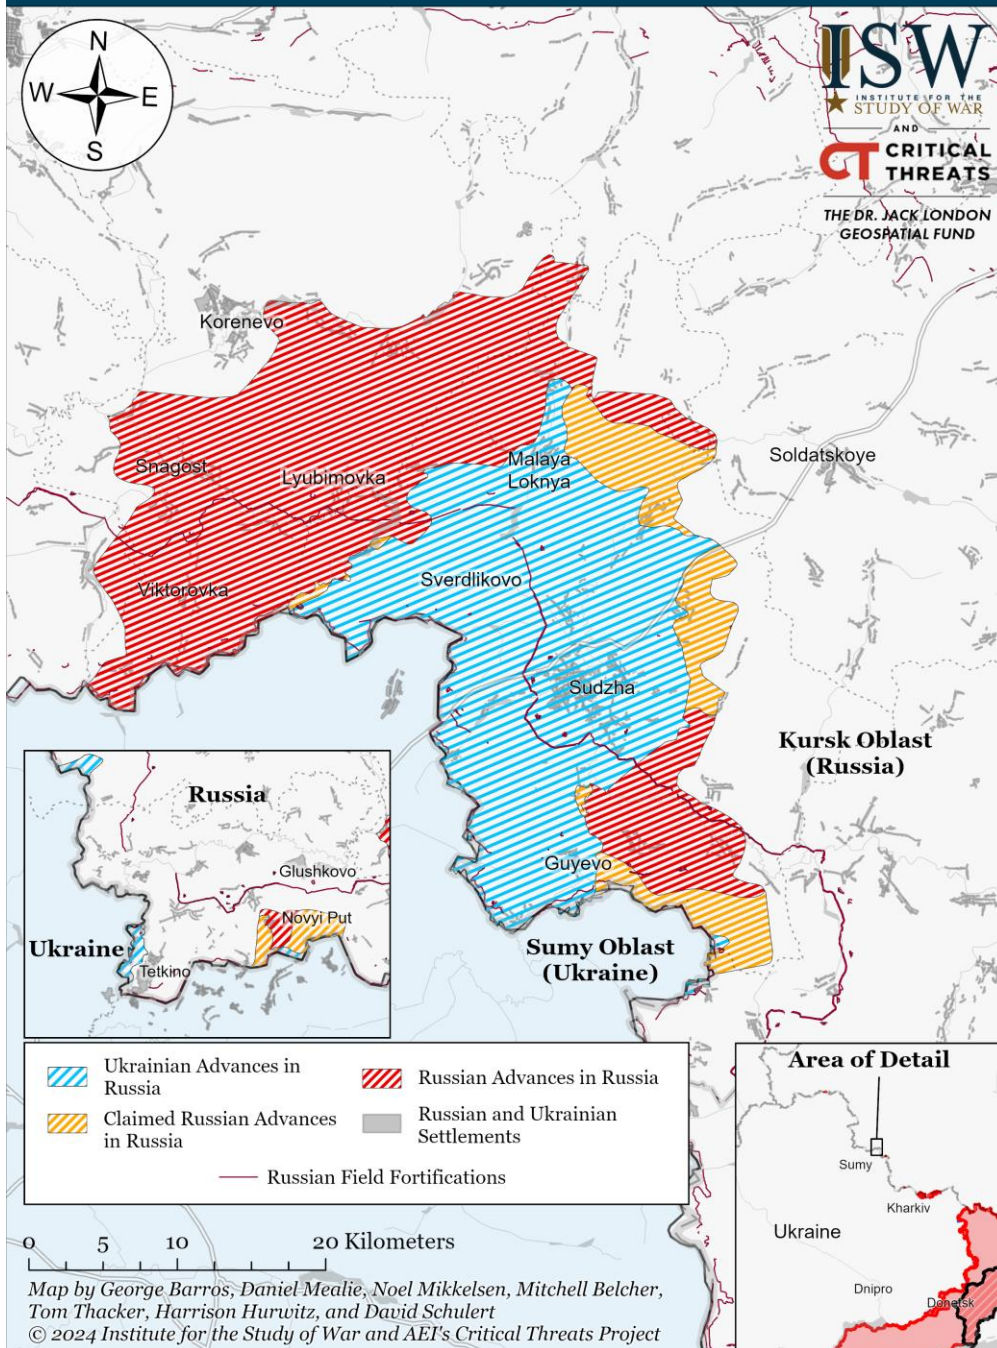 N
W E
S
ISW
INSTITUTE FOR THE
STUDY OF WAR
AND
CT CRITICAL
THREATS
THE DR. JACK LONDON
GEOSPATIAL FUND
Korenevo
Snagost
Lyubimovka
Malaya
Loknya
Soldatskoye
Viktorovka
Sverdlikovo
Sudzha
Kursk Oblast
(Russia)
Guyevo
Sumy Oblast
(Ukraine)
Russia
Glushkovo
Novyi Put
Ukraine
Tetkino
Ukrainian Advances in
Russia
Russian Advances in Russia
Claimed Russian Advances
in Russia
Russian and Ukrainian
Settlements
Russian Field Fortifications
Area of Detail
Sumy
Kharkiv
Ukraine
Dnipro
Donetsk
0 5 10 20 Kilometers
Map by George Barros, Daniel Mealie, Noel Mikkelsen, Mitchell Belcher,
Tom Thacker, Harrison Hurwitz, and David Schulert
© 2024 Institute for the Study of War and AEI's Critical Threats Project